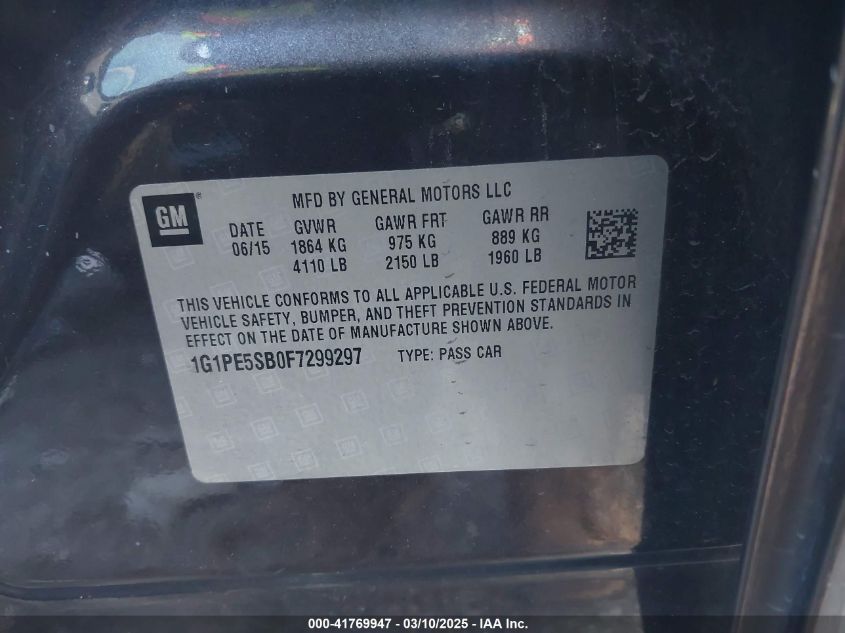 GM®
MFD BY GENERAL MOTORS LLC
DATE GVWR GAWR FRT GAWR RR
06/15 1864 KG 975 KG 889 KG
4110 LB 2150 LB 1960 LB
THIS VEHICLE CONFORMS TO ALL APPLICABLE U.S. FEDERAL MOTOR
VEHICLE SAFETY, BUMPER, AND THEFT PREVENTION STANDARDS IN
EFFECT ON THE DATE OF MANUFACTURE SHOWN ABOVE.
1G1PE5SB0F7299297 TYPE: PASS CAR
000-41769947 - 03/10/2025 - IAA Inc.